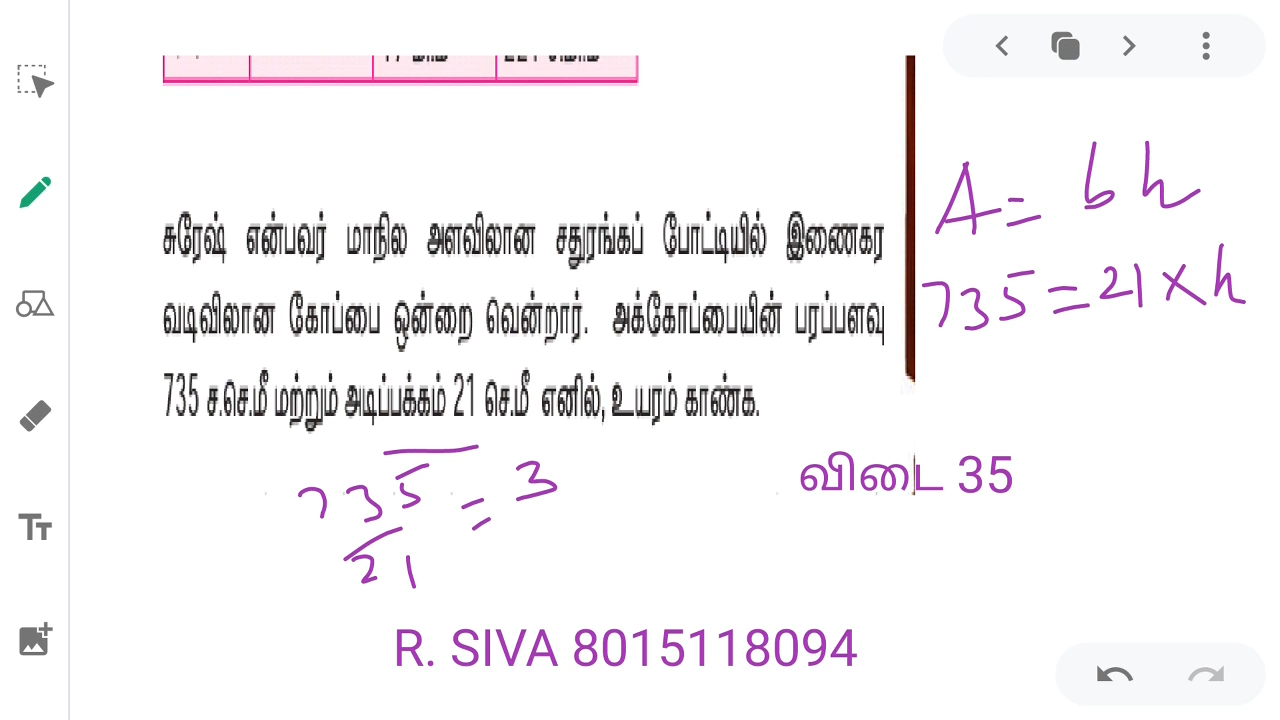 சுரேஷ் என்பவர் மாநில அளவிலான சதுரங்கப் போட்டியில் இணைகர
வடிவிலான கோப்பை ஒன்றை வென்றார். அக்கோப்பையின் பரப்பளவு
735 ச.செ.மீ மற்றும் அடிப்பக்கம் 21 செ.மீ எனில், உயரம் காண்க.
A = b h
735 = 21 × h
735 = 3
21
விடை 35
R. SIVA 8015118094
Tт